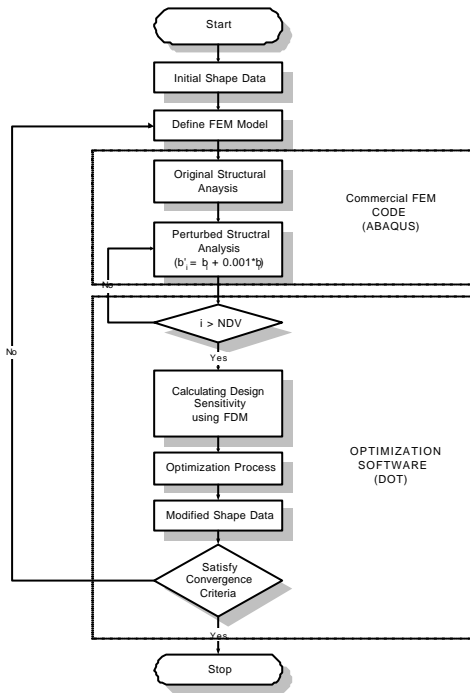 Start
Initial Shape Data
Define FEM Model
Original Structural
Anaysis
Commercial FEM
CODE
(ABAQUS)
Perturbed Structral
Analysis
(b'i = bi + 0.001*bi)
No
i > NDV
Yes
No
Calculating Design
Sensitivity
using FDM
OPTIMIZATION
SOFTWARE
(DOT)
Optimization Process
Modified Shape Data
Satisfy
Convergence
Criteria
Yes
Stop